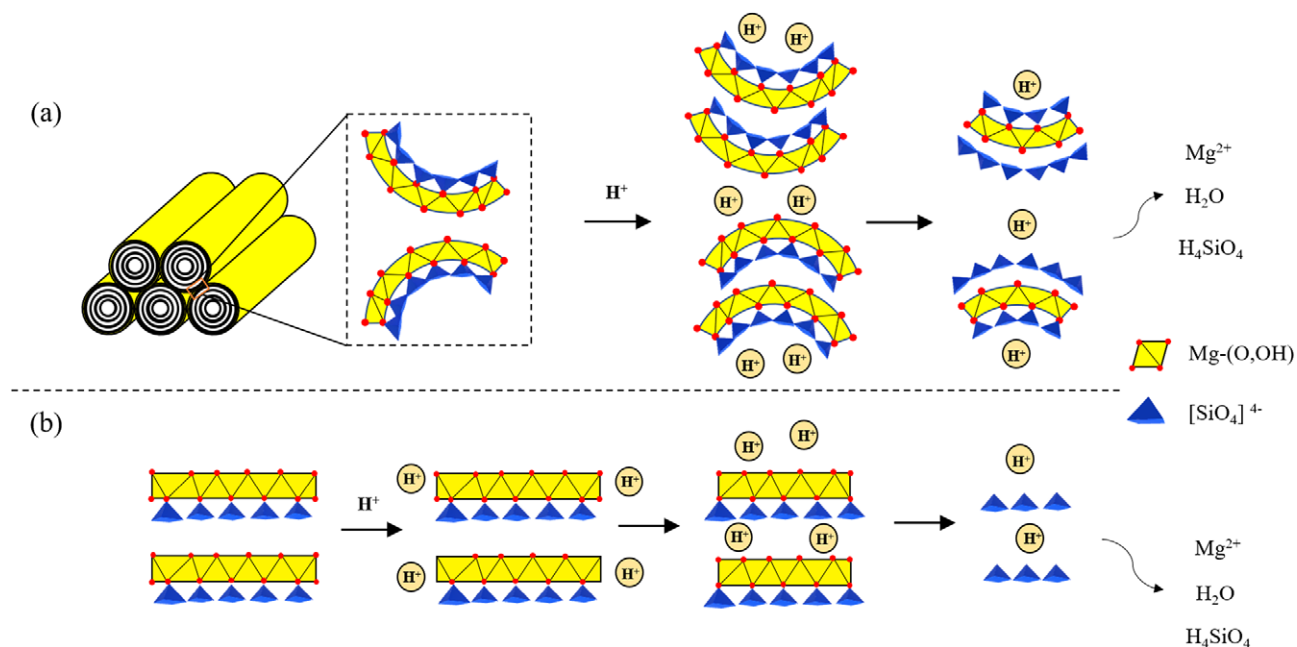 (a)
H⁺
H⁺
H⁺
H⁺
H⁺
H⁺
H⁺
H⁺
H⁺
H⁺
Mg²⁺
H₂O
H₄SiO₄
Mg-(O,OH)
[SiO₄] ⁴⁻
(b)
H⁺
H⁺
H⁺
H⁺
H⁺
H⁺
H⁺
H⁺
H⁺
H⁺
H⁺
Mg²⁺
H₂O
H₄SiO₄